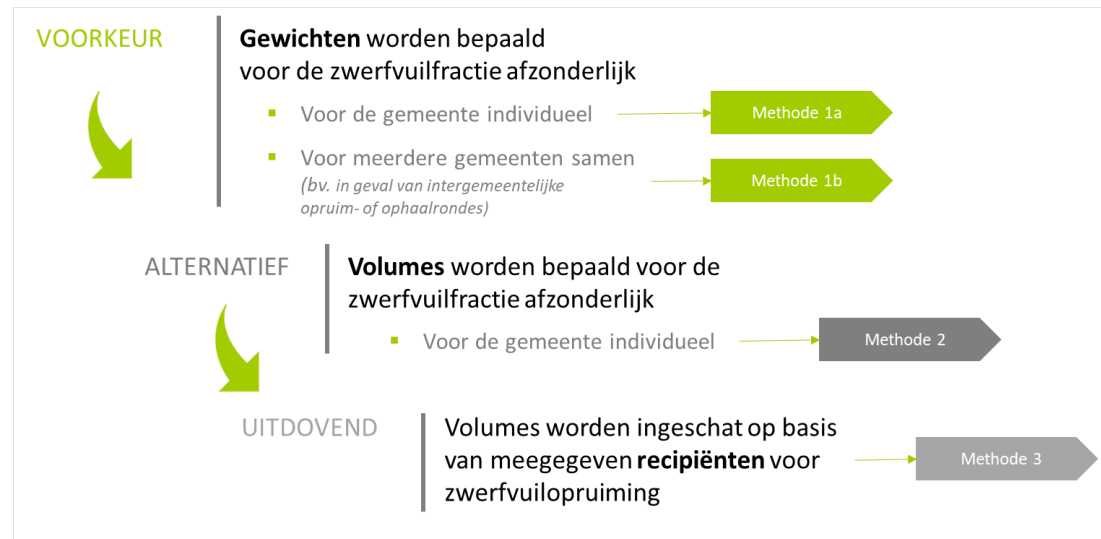 VOORKEUR
Gewichten worden bepaald
voor de zwerfvuilfractie afzonderlijk
▪ Voor de gemeente individueel
Methode 1a
▪ Voor meerdere gemeenten samen
(bv. in geval van intergemeentelijke
opruim- of ophaalrondes)
Methode 1b
ALTERNATIEF
Volumes worden bepaald voor de
zwerfvuilfractie afzonderlijk
▪ Voor de gemeente individueel
Methode 2
UITDOVEND
Volumes worden ingeschat op basis
van meegegeven recipiënten voor
zwerfvuilopruiming
Methode 3